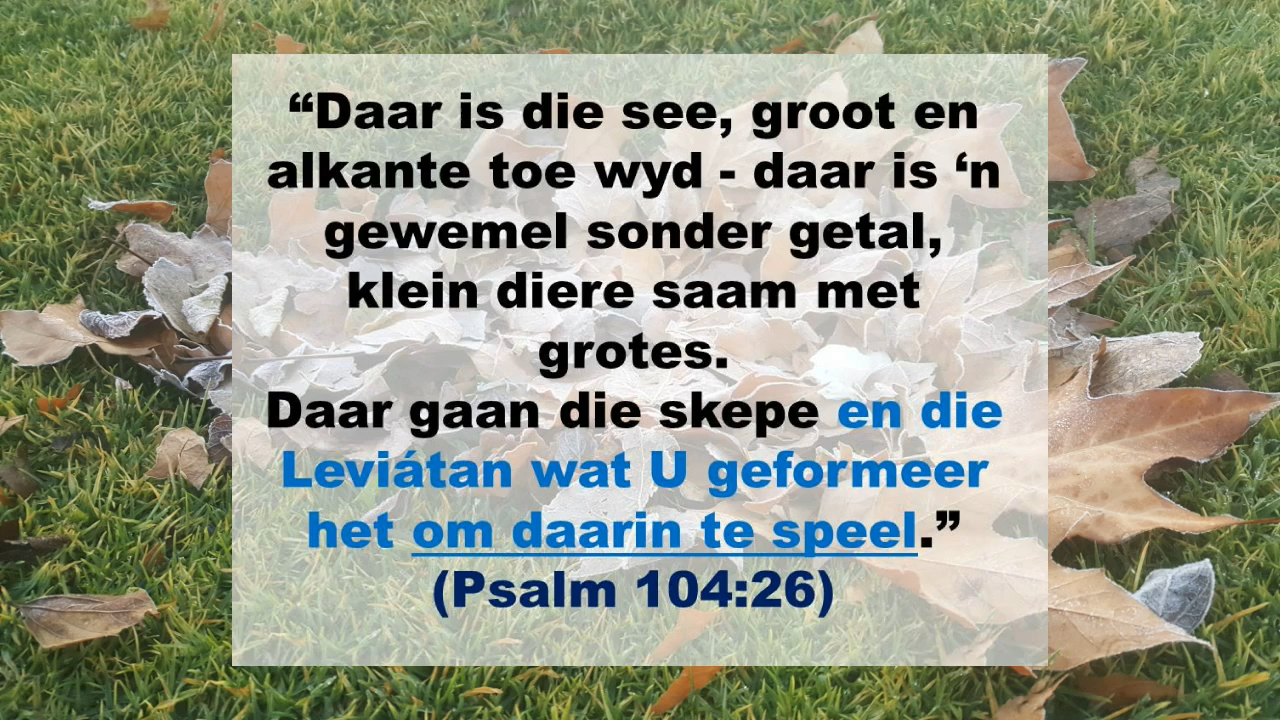 “Daar is die see, groot en
alkante toe wyd - daar is ‘n
gewemel sonder getal,
klein diere saam met
grotes.
Daar gaan die skepe en die
Leviátan wat U geformeer
het om daarin te speel.”
(Psalm 104:26)